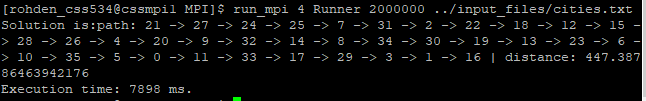 [rohden_css534@cssmpi1 MPI]$ run_mpi 4 Runner 2000000 ../input_files/cities.txt
Solution is:path: 21 -> 27 -> 24 -> 25 -> 7 -> 31 -> 2 -> 22 -> 18 -> 12 -> 15 -
> 28 -> 26 -> 4 -> 20 -> 9 -> 32 -> 14 -> 8 -> 34 -> 30 -> 19 -> 13 -> 23 -> 6 -
> 10 -> 35 -> 5 -> 0 -> 11 -> 33 -> 17 -> 29 -> 3 -> 1 -> 16 | distance: 447.387
86463942176
Execution time: 7898 ms.